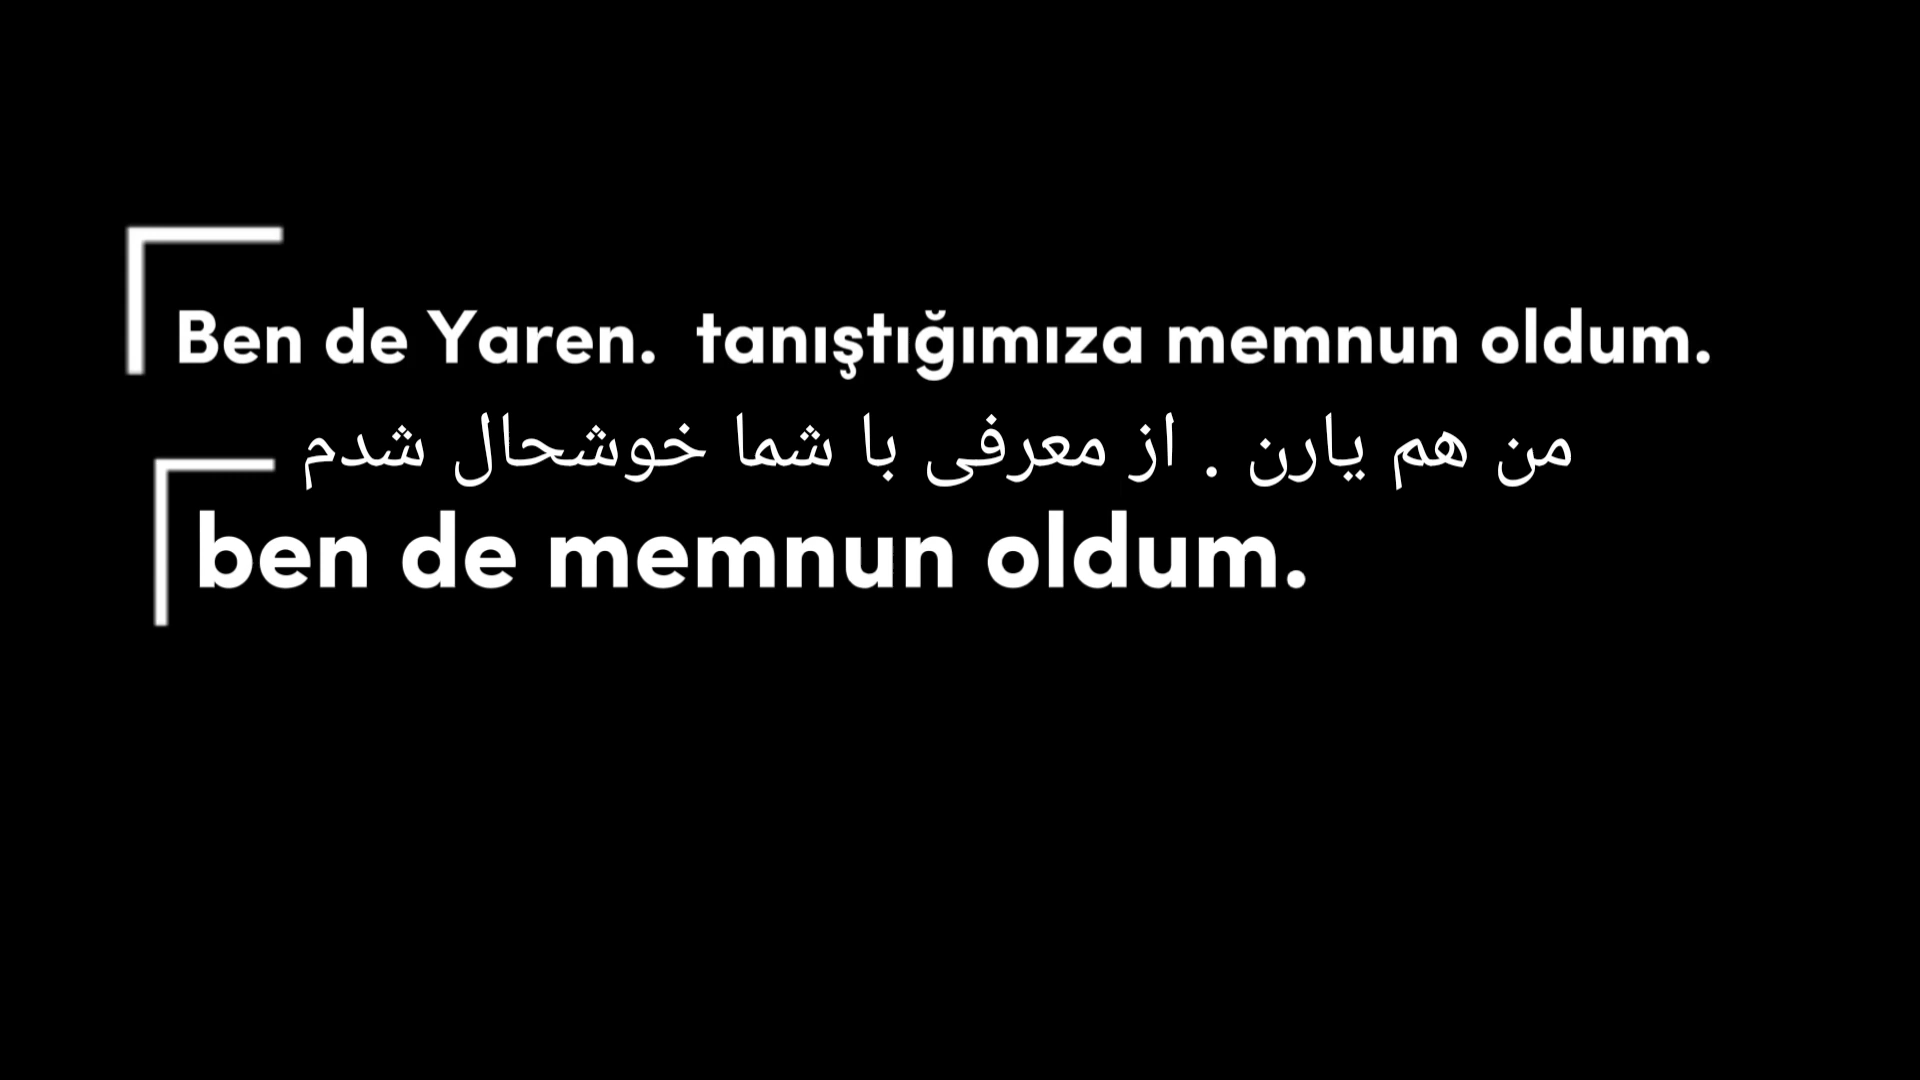 Ben de Yaren.  tanıştığımıza memnun oldum.
من هم یارن . از معرفی با شما خوشحال شدم
ben de memnun oldum.